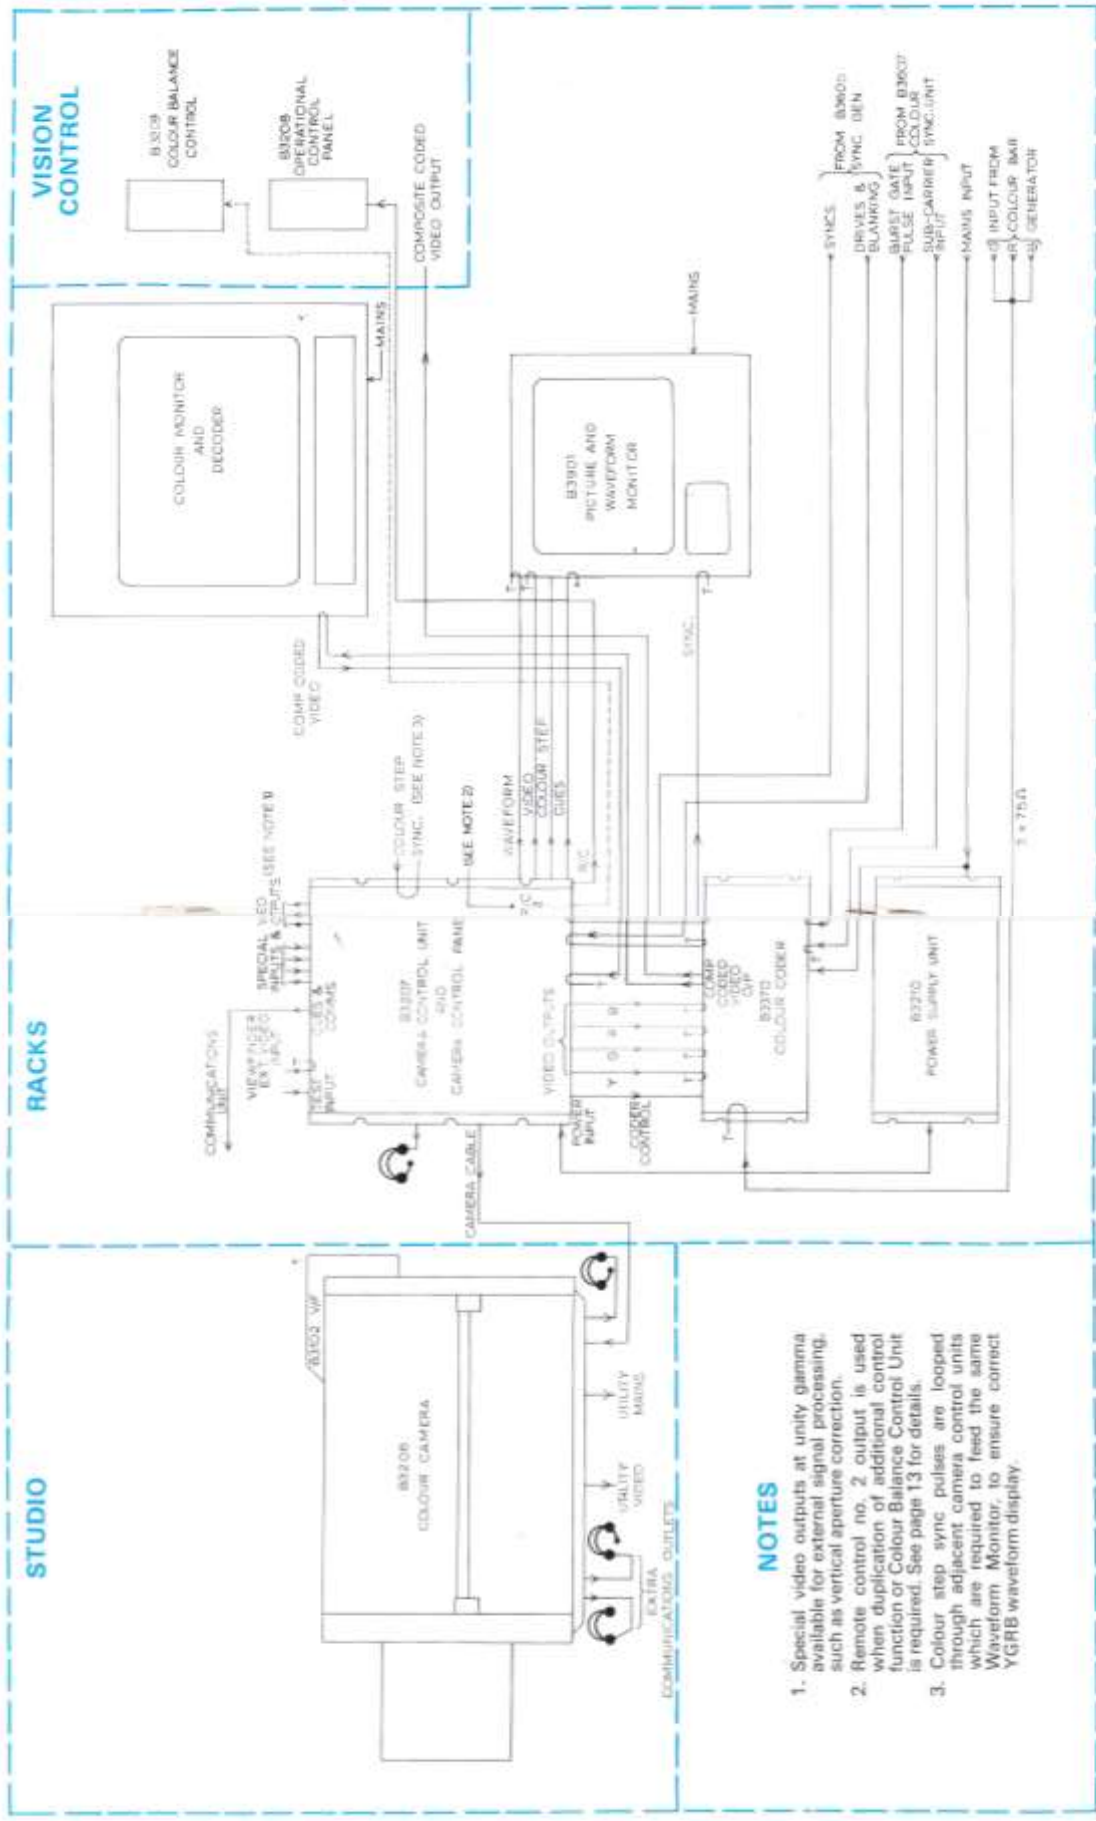 STUDIO
RACKS
VISION
CONTROL
B3102 V/F
B3206
COLOUR CAMERA
UTILITY
VIDEO
UTILITY
MAINS
EXTRA
COMMUNICATIONS OUTLETS
CAMERA CABLE
COMMUNICATIONS
UNIT
VIEWFINDER
EXT VIDEO
INPUT
SPECIAL VIDEO
INPUTS & OTPUTS (SEE NOTE 1)
TEST
INPUT
CUES &
COMMS
B3207
CAMERA CONTROL UNIT
AND
CAMERA CONTROL PANEL
COLOUR STEP
SYNC. (SEE NOTE 3)
(SEE NOTE 2)
R/C
2
R/C
VIDEO OUTPUTS
POWER
INPUT
CODER
CONTROL
Y G R B
WAVEFORM
VIDEO
COLOUR STEP
CUES
COMP CODED
VIDEO
COLOUR MONITOR
AND
DECODER
MAINS
B3209
COLOUR BALANCE
CONTROL
B3208
OPERATIONAL
CONTROL
PANEL
COMPOSITE CODED
VIDEO OUTPUT
B3901
PICTURE AND
WAVEFORM
MONITOR
MAINS
SYNC.
COMP
CODED
VIDEO
O/P
B3370
COLOUR CODER
B3210
POWER SUPPLY UNIT
SYNCS
DRIVES &
BLANKING
FROM B3600
SYNC GEN
BURST GATE
PULSE INPUT
SUB-CARRIER
INPUT
FROM B3607
COLOUR
SYNC. UNIT
MAINS INPUT
G
R
B
INPUT FROM
COLOUR BAR
GENERATOR
3 × 75Ω
NOTES
1. Special video outputs at unity gamma
available for external signal processing,
such as vertical aperture correction.
2. Remote control no. 2 output is used
when duplication of additional control
function or Colour Balance Control Unit
is required. See page 13 for details.
3. Colour step sync pulses are looped
through adjacent camera control units
which are required to feed the same
Waveform Monitor, to ensure correct
YGRB waveform display.